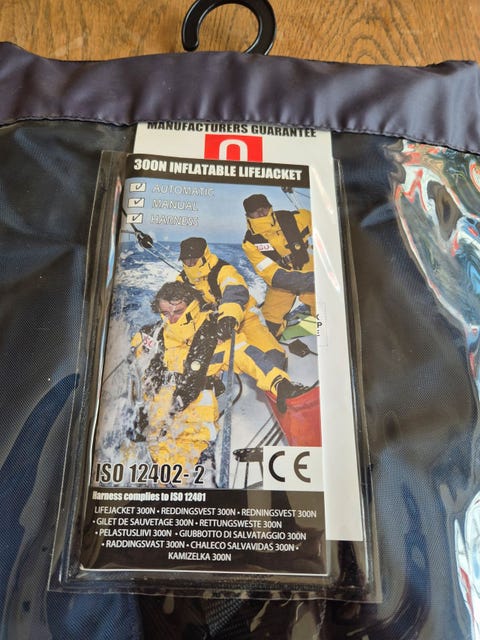 MANUFACTURERS GUARANTEE
300N INFLATABLE LIFEJACKET
AUTOMATIC
MANUAL
HARNESS
ISO 12402-2
CE
Harness complies to ISO 12401
LIFEJACKET 300N • REDDINGSVEST 300N • REDNINGSVEST 300N
• GILET DE SAUVETAGE 300N • RETTUNGSWESTE 300N •
• PELASTUSLIIVI 300N • GIUBBOTTO DI SALVATAGGIO 300N
• RADDINGSVAST 300N • CHALECO SALVAVIDAS 300N •
KAMIZELKA 300N